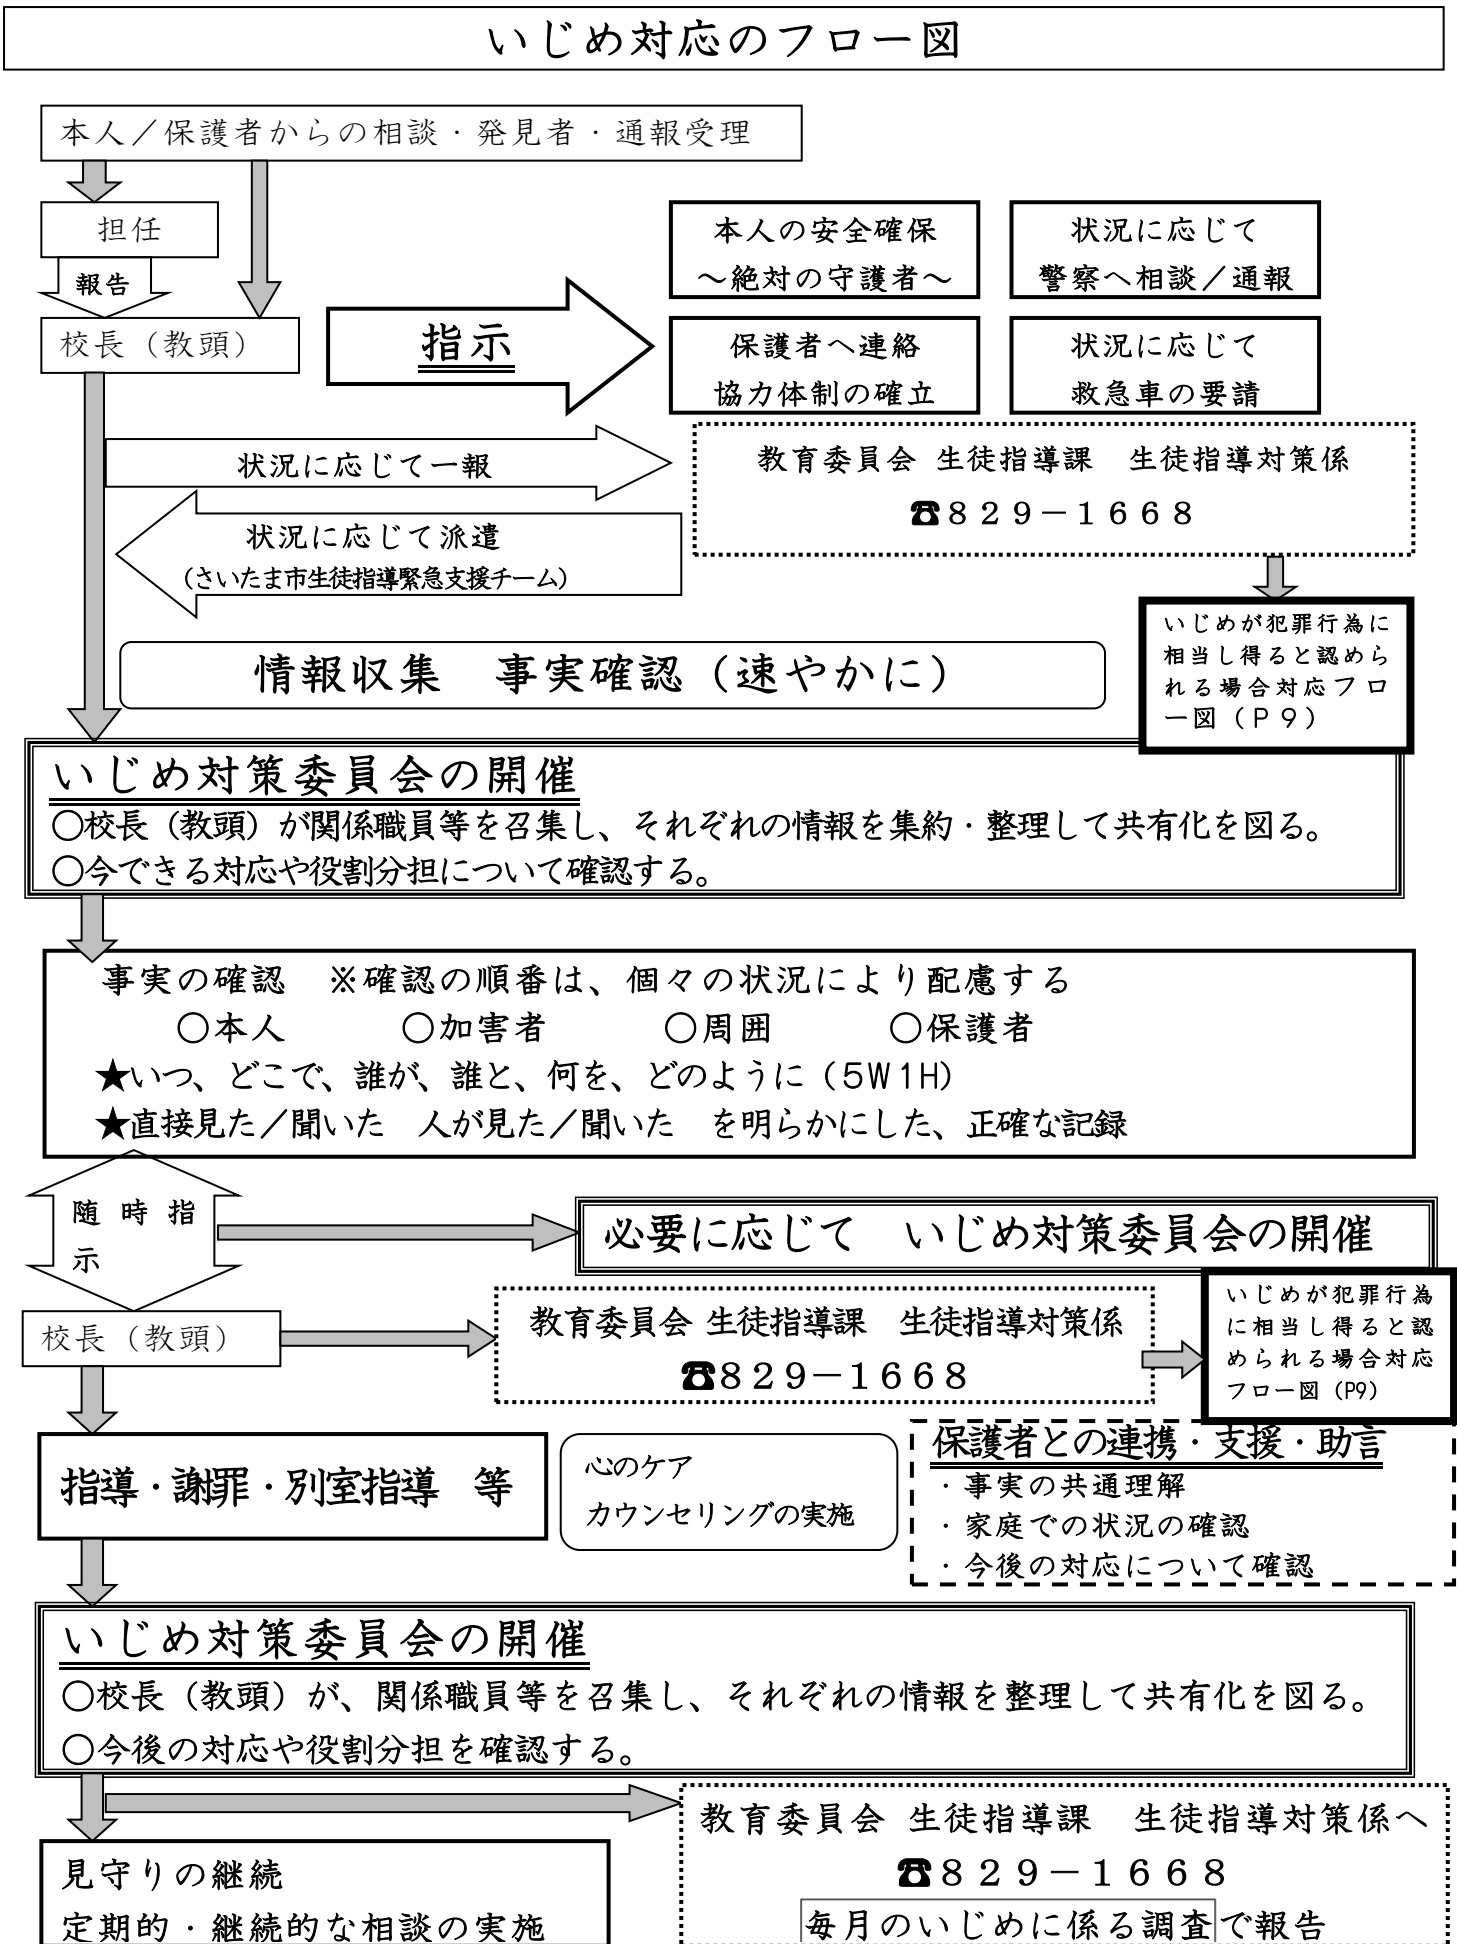 いじめ対応のフロー図
本人／保護者からの相談・発見者・通報受理
担任
報告
校長（教頭）
指示
本人の安全確保
～絶対の守護者～
状況に応じて
警察へ相談／通報
保護者へ連絡
協力体制の確立
状況に応じて
救急車の要請
状況に応じて一報
教育委員会 生徒指導課　生徒指導対策係
☎８２９－１６６８
状況に応じて派遣
（さいたま市生徒指導緊急支援チーム）
いじめが犯罪行為に
相当し得ると認めら
れる場合対応フロ
ー図（Ｐ９）
情報収集　事実確認（速やかに）
いじめ対策委員会の開催
○校長（教頭）が関係職員等を召集し、それぞれの情報を集約・整理して共有化を図る。
○今できる対応や役割分担について確認する。
事実の確認　※確認の順番は、個々の状況により配慮する
○本人　○加害者　○周囲　○保護者
★いつ、どこで、誰が、誰と、何を、どのように（５Ｗ１Ｈ）
★直接見た／聞いた　人が見た／聞いた　を明らかにした、正確な記録
随時指
示
必要に応じて　いじめ対策委員会の開催
校長（教頭）
教育委員会 生徒指導課　生徒指導対策係
☎８２９－１６６８
いじめが犯罪行為
に相当し得ると認
められる場合対応
フロー図（P9）
指導・謝罪・別室指導　等
心のケア
カウンセリングの実施
保護者との連携・支援・助言
・事実の共通理解
・家庭での状況の確認
・今後の対応について確認
いじめ対策委員会の開催
○校長（教頭）が、関係職員等を召集し、それぞれの情報を整理して共有化を図る。
○今後の対応や役割分担を確認する。
教育委員会 生徒指導課　生徒指導対策係へ
☎８２９－１６６８
毎月のいじめに係る調査で報告
見守りの継続
定期的・継続的な相談の実施